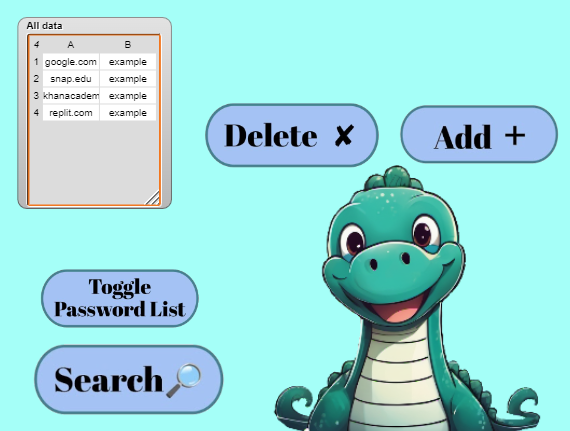 All data
4 A B
1 google.com example
2 snap.edu example
3 khanacadem example
4 replit.com example
Delete ✘
Add +
Toggle
Password List
Search